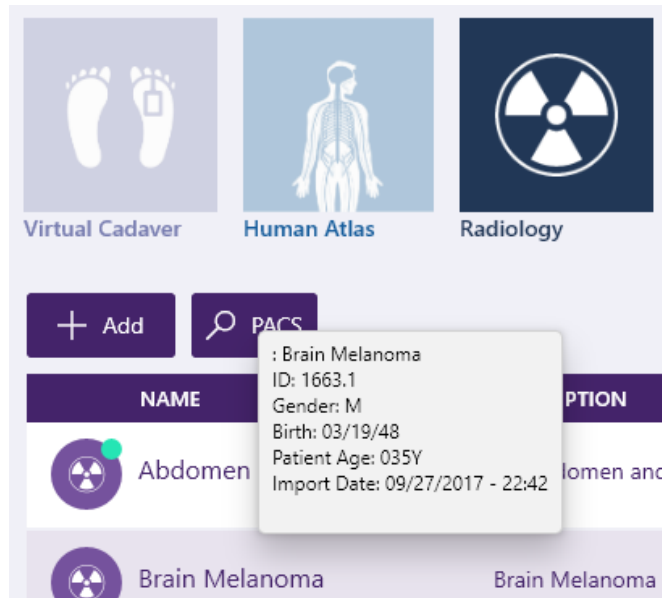 Virtual Cadaver
Human Atlas
Radiology
Add
PACS
: Brain Melanoma
ID: 1663.1
Gender: M
Birth: 03/19/48
Patient Age: 035Y
Import Date: 09/27/2017 - 22:42
NAME
PTION
Abdomen
omen and
Brain Melanoma
Brain Melanoma